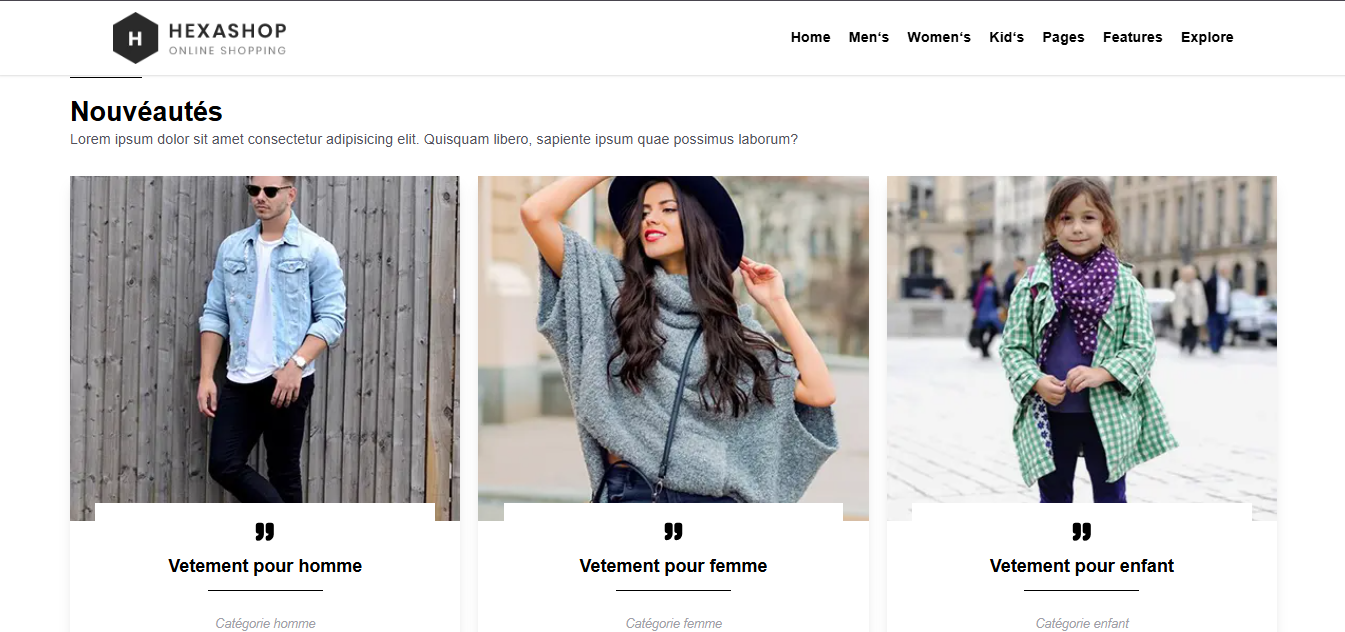 H HEXASHOP
ONLINE SHOPPING
Home Men‘s Women‘s Kid‘s Pages Features Explore
Nouvéautés
Lorem ipsum dolor sit amet consectetur adipisicing elit. Quisquam libero, sapiente ipsum quae possimus laborum?
Vetement pour homme
Catégorie homme
Vetement pour femme
Catégorie femme
Vetement pour enfant
Catégorie enfant